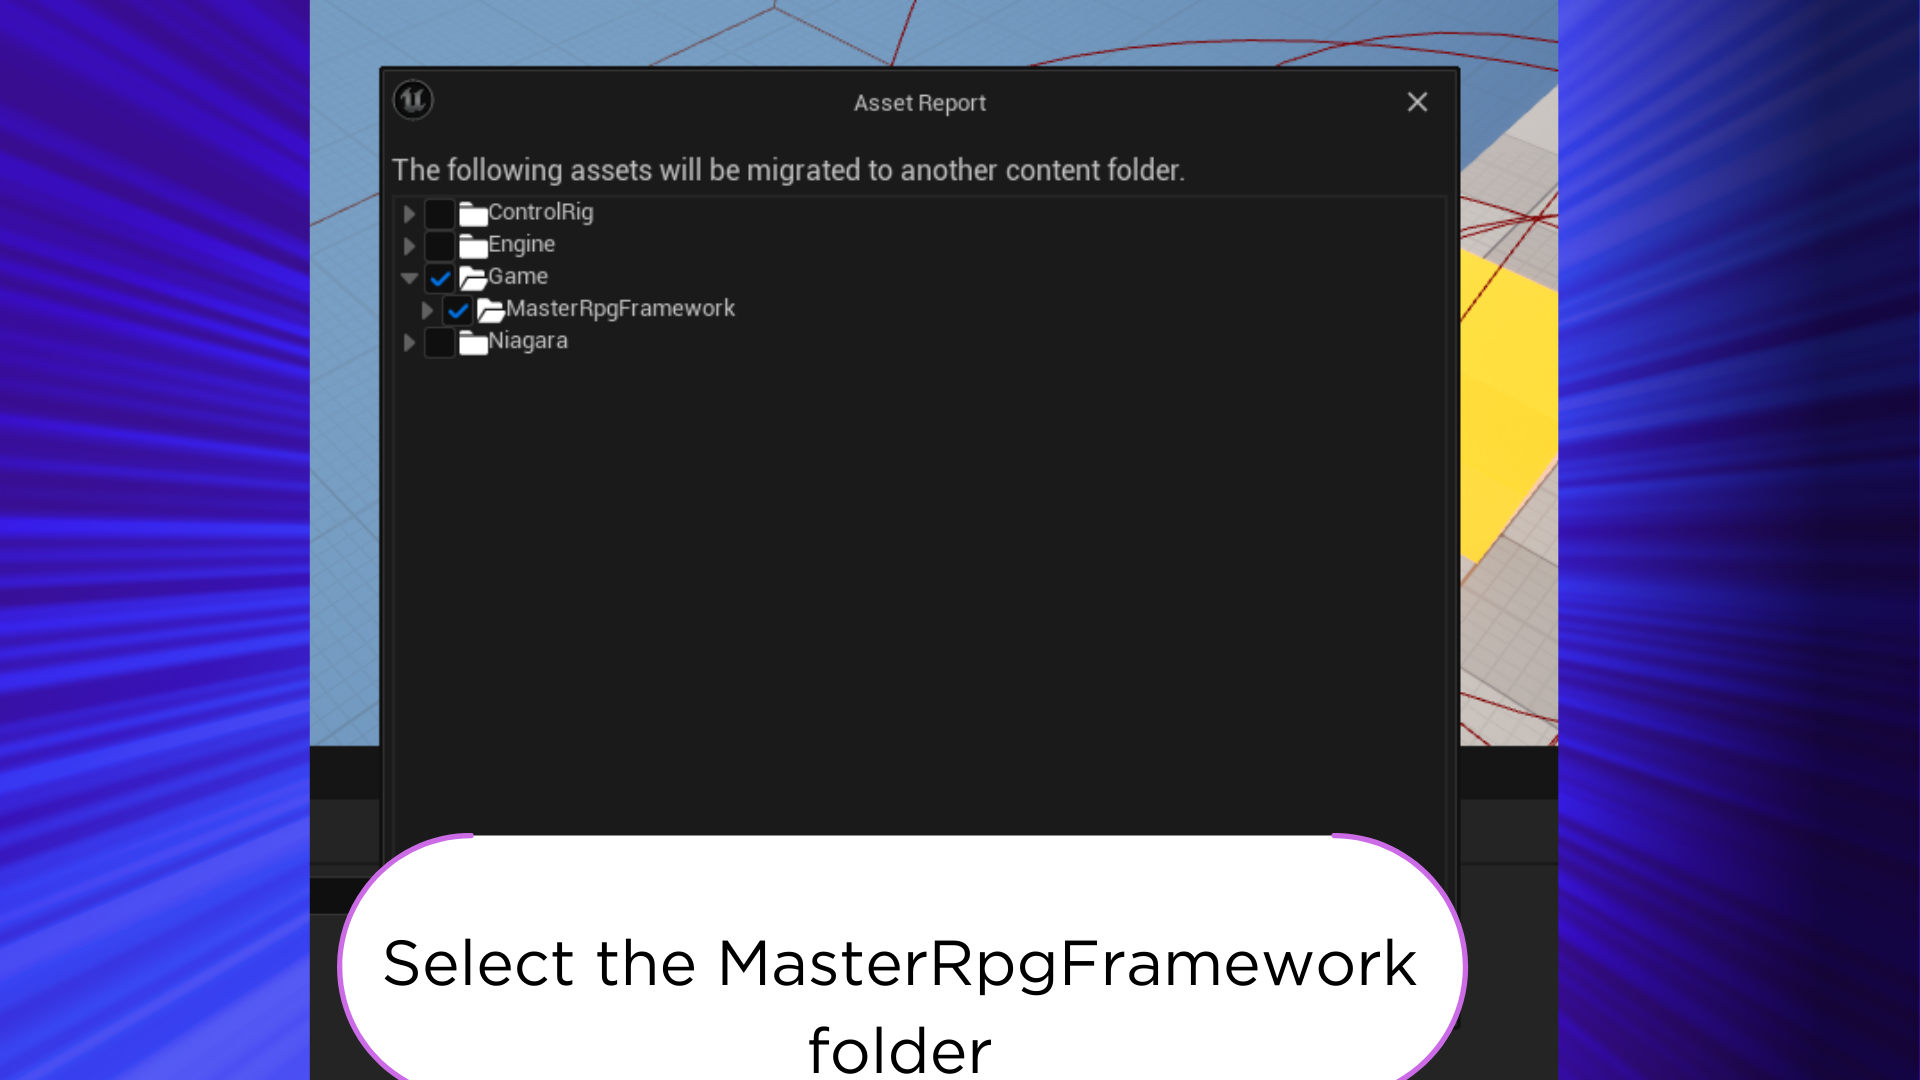 Asset Report
The following assets will be migrated to another content folder.
ControlRig
Engine
Game
MasterRpgFramework
Niagara
Select the MasterRpgFramework
folder